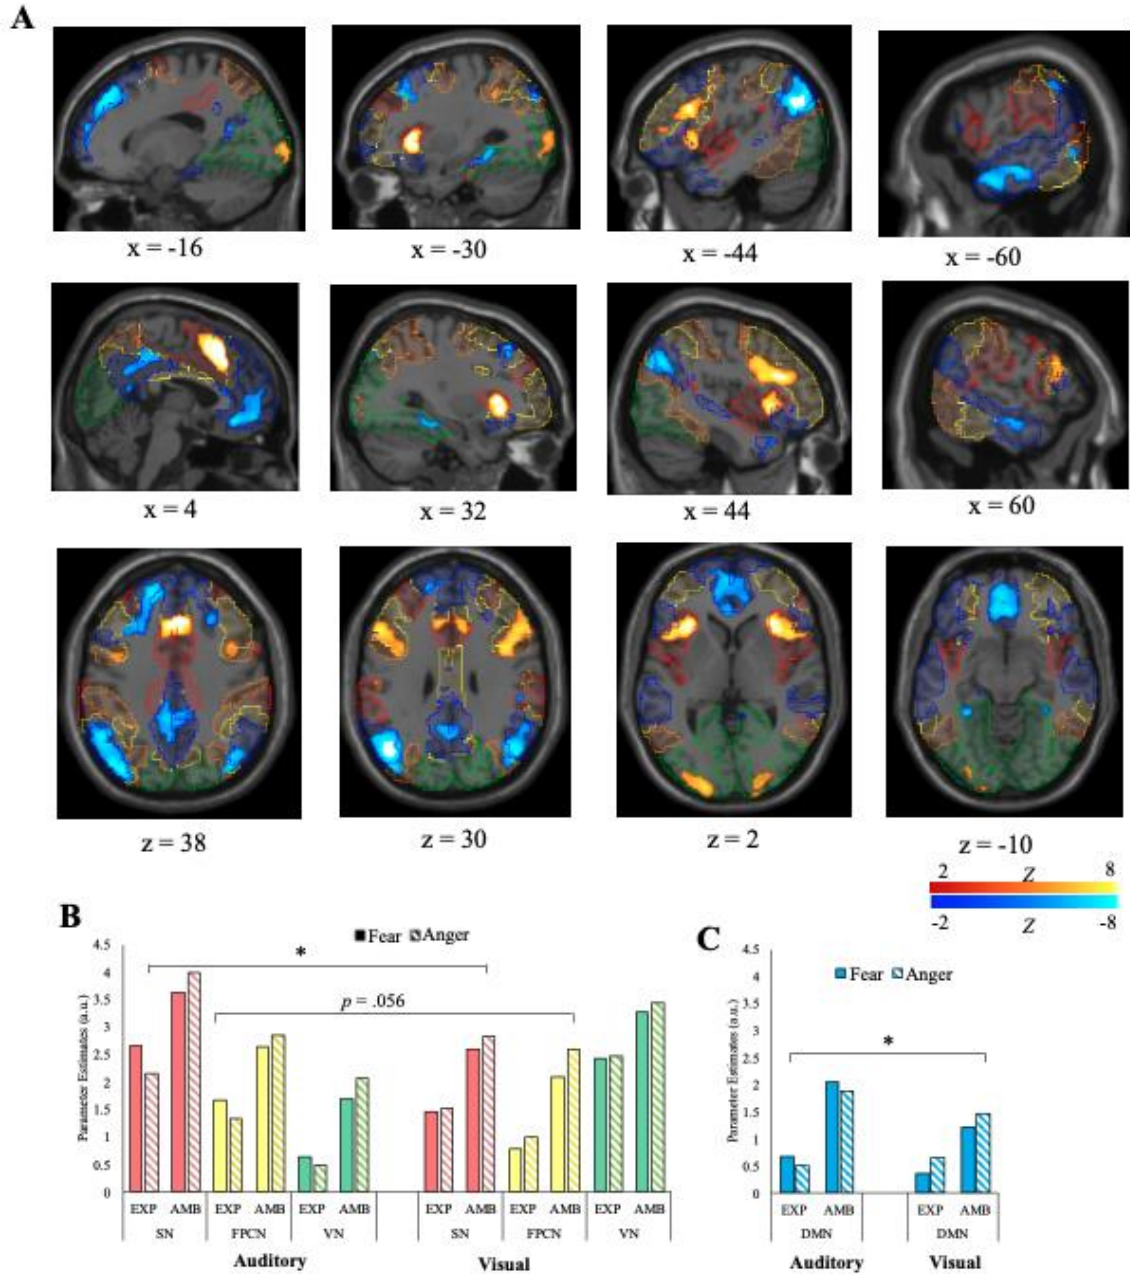 A
x = -16 x = -30 x = -44 x = -60
x = 4 x = 32 x = 44 x = 60
z = 38 z = 30 z = 2 z = -10
2 Z 8
-2 Z -8
B
Fear Anger
Parameter Estimates (a.u.)
4.5
4
3.5
3
2.5
2
1.5
1
0.5
0
*
p = .056
EXP AMB EXP AMB EXP AMB EXP AMB EXP AMB EXP AMB
SN FPCN VN SN FPCN VN
Auditory Visual
C
Fear Anger
Parameter Estimates (a.u.)
4.5
4
3.5
3
2.5
2
1.5
1
0.5
0
*
EXP AMB EXP AMB
DMN DMN
Auditory Visual